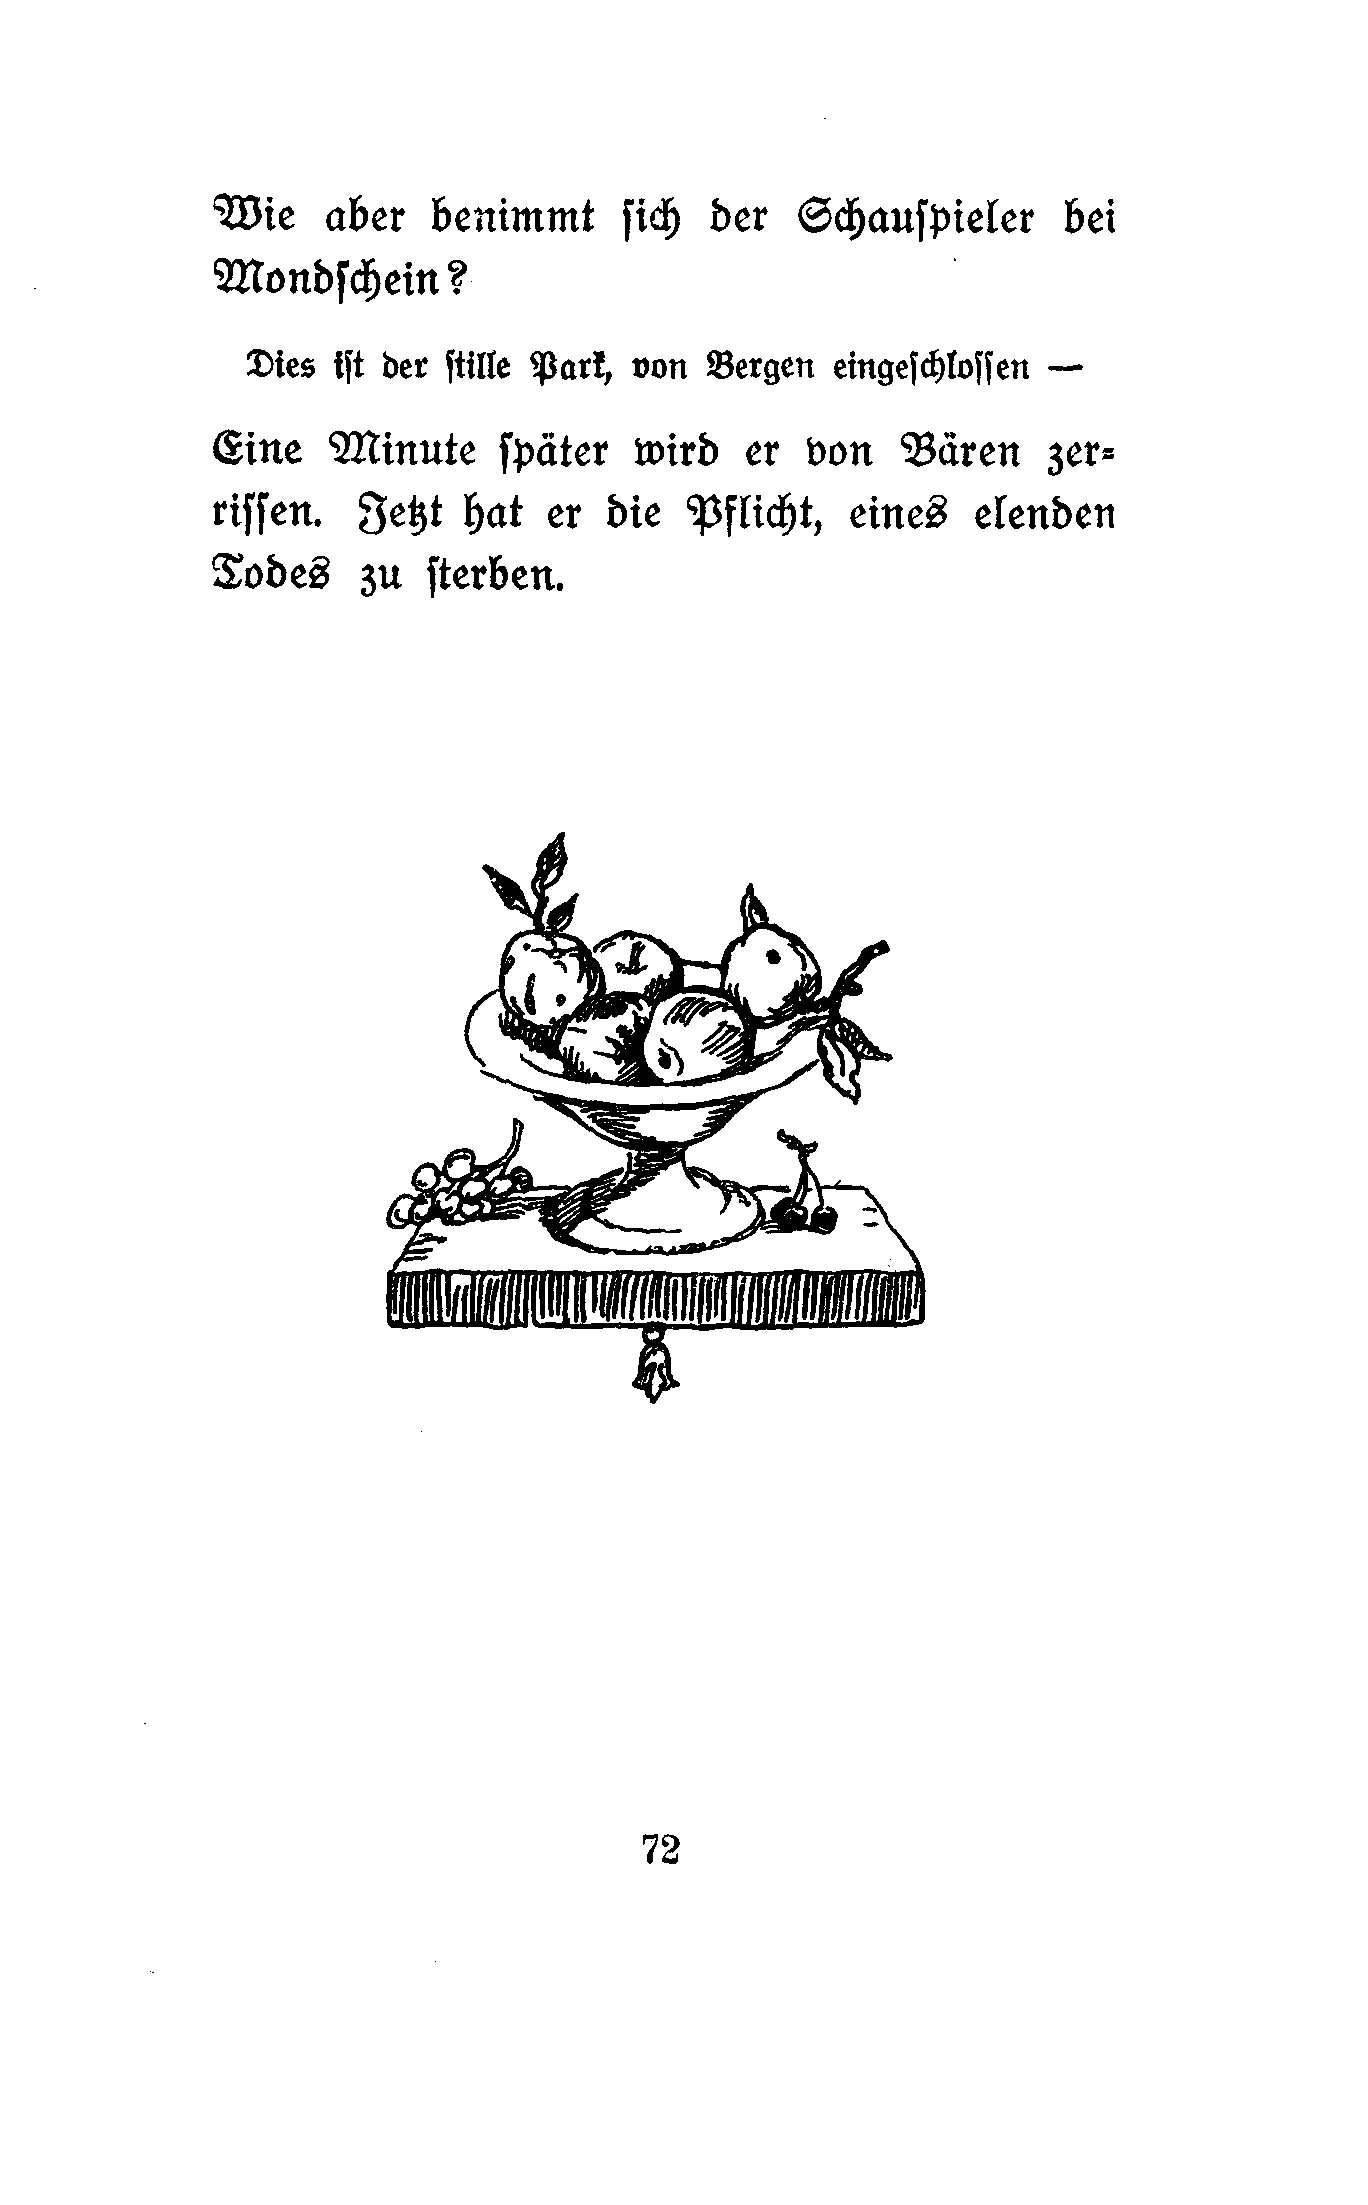 Wie aber benimmt ſich der Schauſpieler bei
Mondſchein?
Dies iſt der ſtille Park, von Bergen eingeſchloſſen —
Eine Minute ſpäter wird er von Bären zer⸗
riſſen. Jetzt hat er die Pflicht, eines elenden
Todes zu ſterben.
72